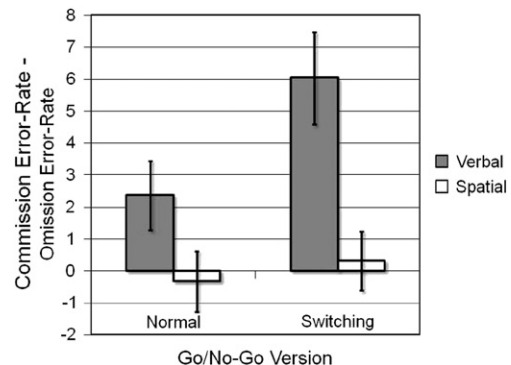 Commission Error-Rate -
Omission Error-Rate
8
7
6
5
4
3
2
1
0
-1
-2
Normal
Switching
Go/No-Go Version
Verbal
Spatial